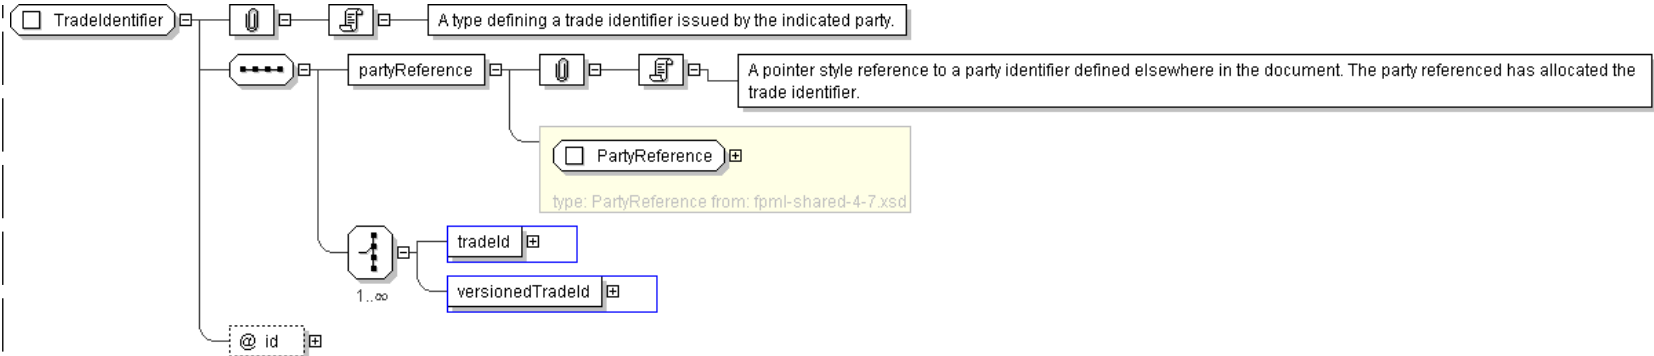 TradeIdentifier
A type defining a trade identifier issued by the indicated party.
partyReference
A pointer style reference to a party identifier defined elsewhere in the document. The party referenced has allocated the
trade identifier.
PartyReference
type: PartyReference from: fpml-shared-4-7.xsd
tradeId
1..∞
versionedTradeId
@ id